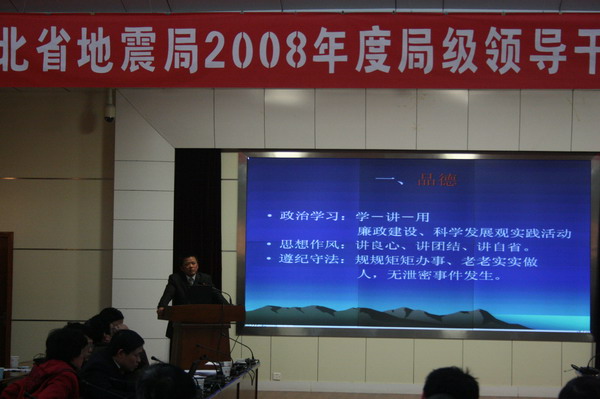 北省地震局2008年度局级领导干
一、品德
• 政治学习：学－讲－用
廉政建设、科学发展观实践活动
• 思想作风：讲良心、讲团结、讲自省。
• 遵纪守法：规规矩矩办事、老老实实做
人，无泄密事件发生。